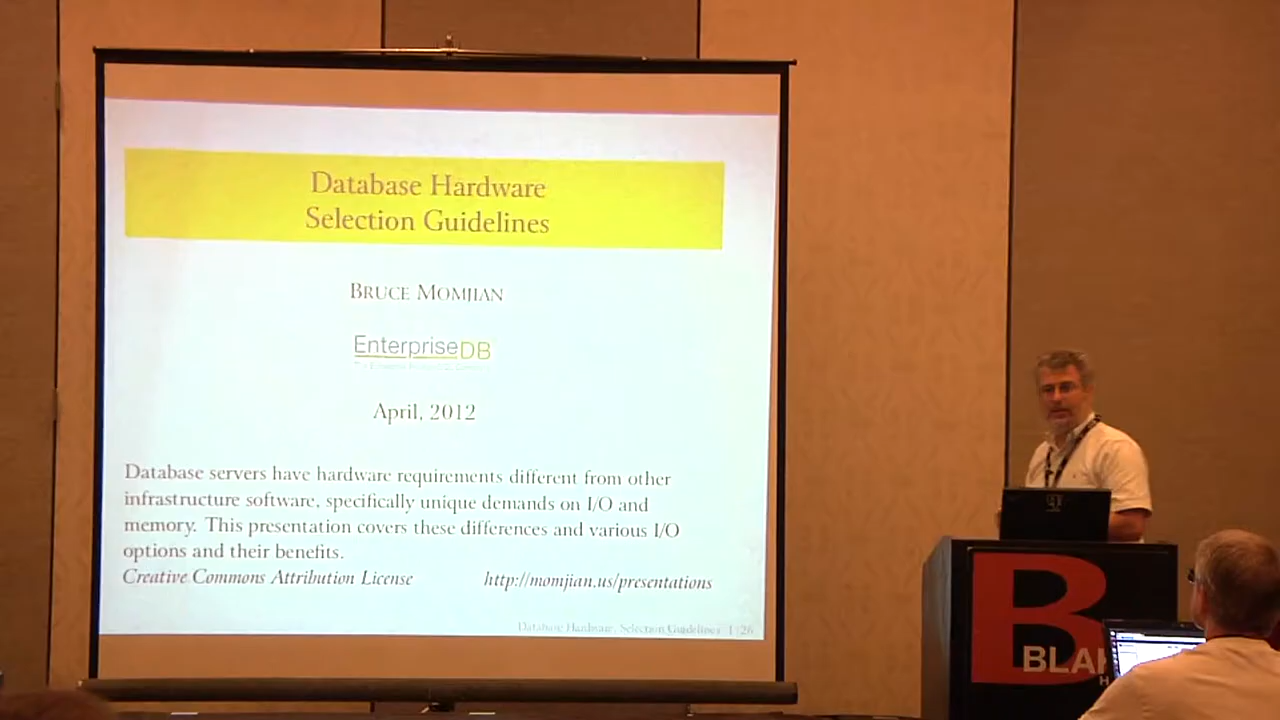 Database Hardware
Selection Guidelines
BRUCE MOMJIAN
EnterpriseDB
April, 2012
Database servers have hardware requirements different from other
infrastructure software, specifically unique demands on I/O and
memory. This presentation covers these differences and various I/O
options and their benefits.
Creative Commons Attribution License http://momjian.us/presentations
Database Hardware, Selection Guidelines 1 / 26
B
BLA
H